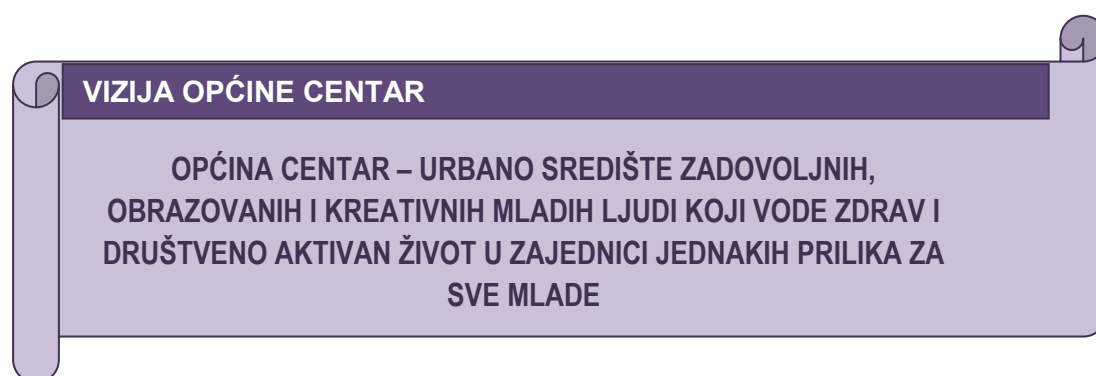 VIZIJA OPĆINE CENTAR
OPĆINA CENTAR – URBANO SREDIŠTE ZADOVOLJNIH,
OBRAZOVANIH I KREATIVNIH MLADIH LJUDI KOJI VODE ZDRAV I
DRUŠTVENO AKTIVAN ŽIVOT U ZAJEDNICI JEDNAKIH PRILIKA ZA
SVE MLADE